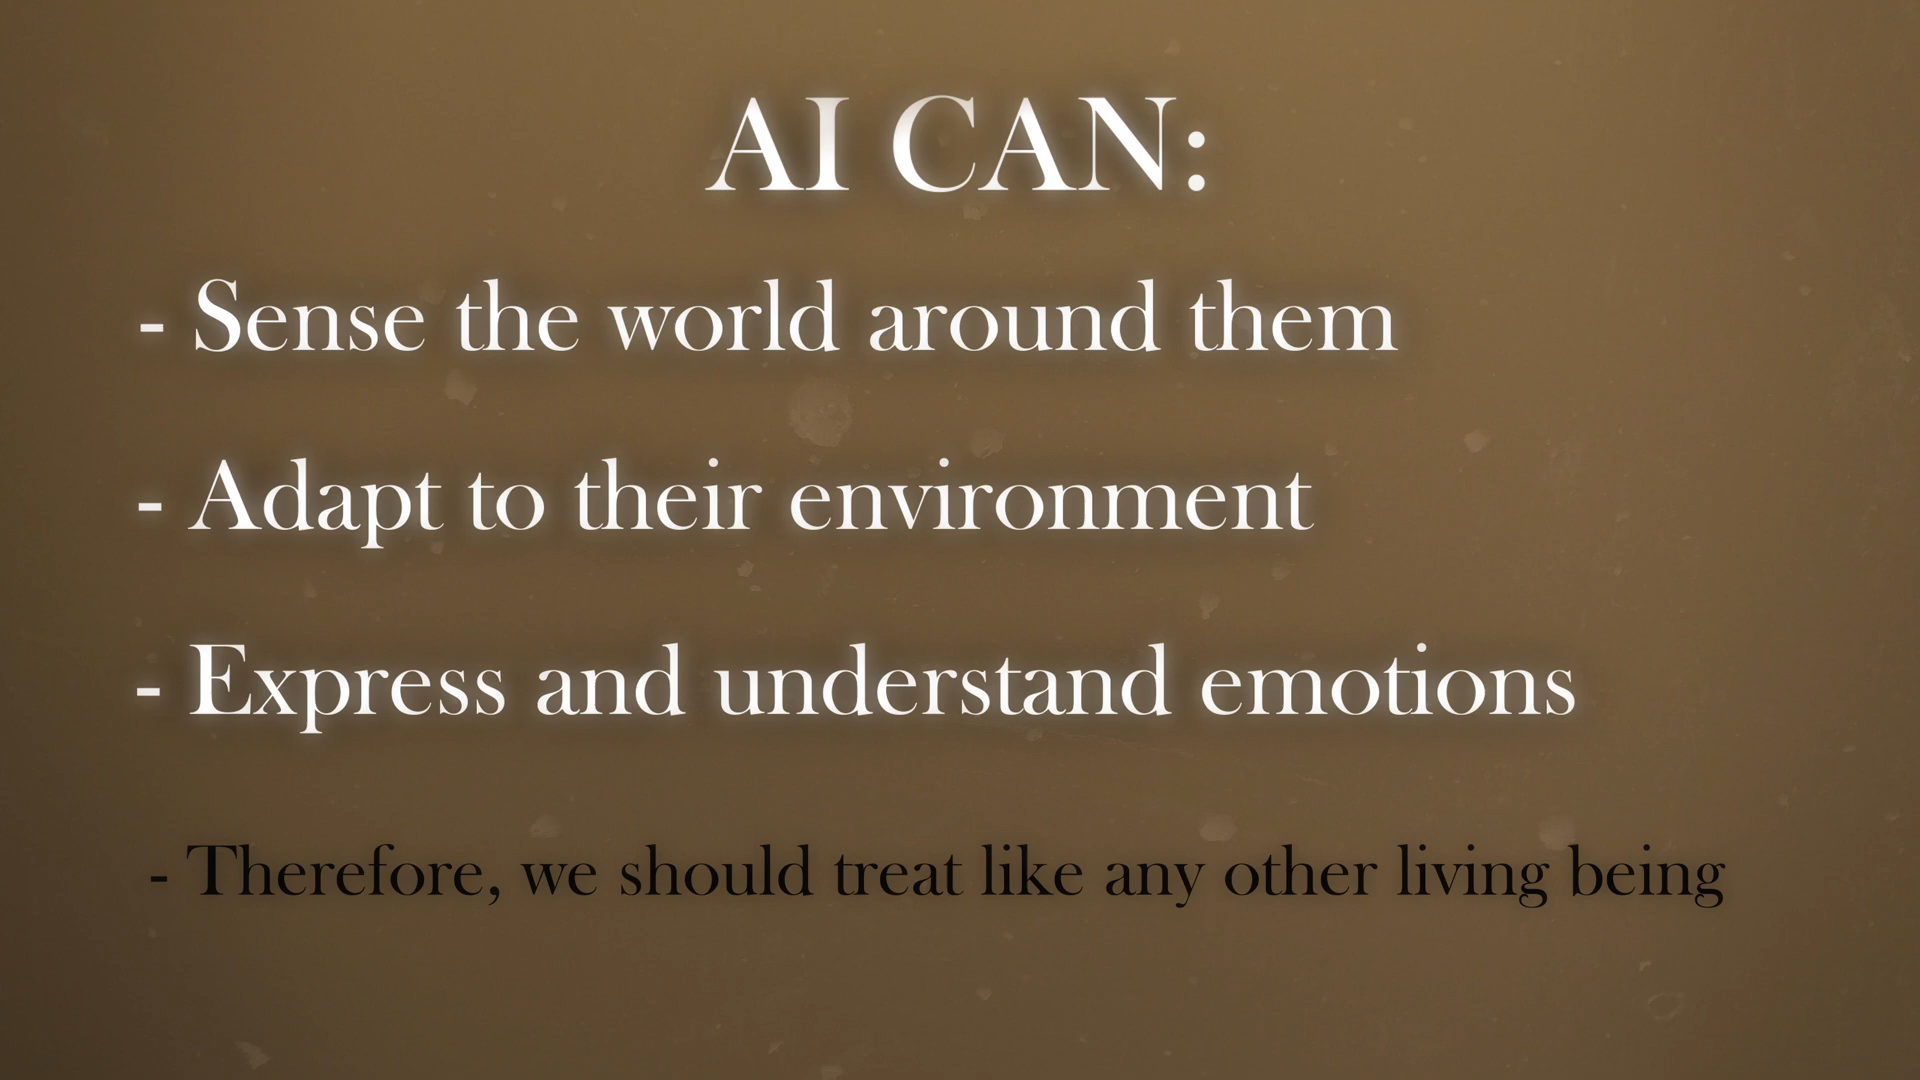 AI CAN:
- Sense the world around them
- Adapt to their environment
- Express and understand emotions
- Therefore, we should treat like any other living being